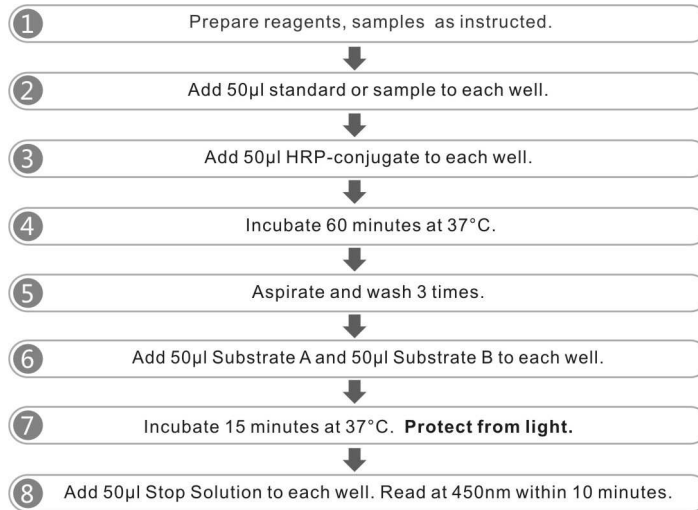 1 Prepare reagents, samples as instructed.
2 Add 50μl standard or sample to each well.
3 Add 50μl HRP-conjugate to each well.
4 Incubate 60 minutes at 37°C.
5 Aspirate and wash 3 times.
6 Add 50μl Substrate A and 50μl Substrate B to each well.
7 Incubate 15 minutes at 37°C. Protect from light.
8 Add 50μl Stop Solution to each well. Read at 450nm within 10 minutes.